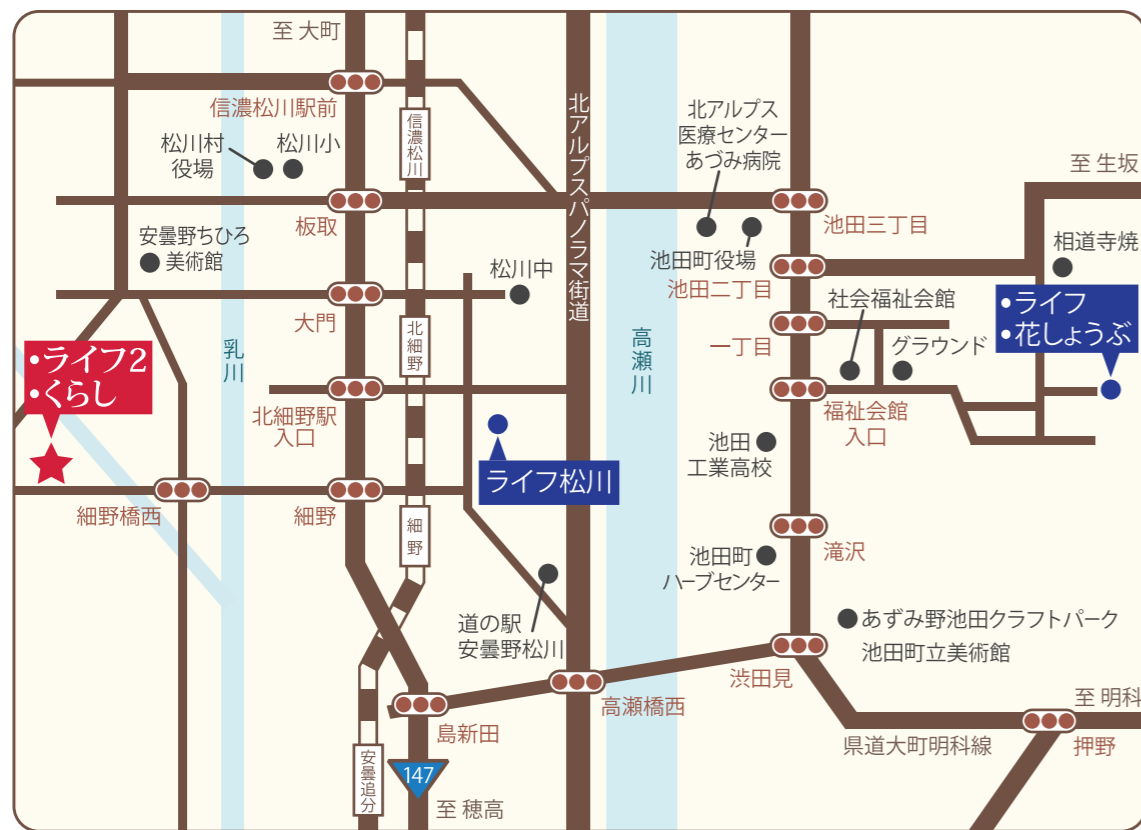 至 大町
信濃松川駅前
松川村
役場
松川小
信濃松川
北アルプスパノラマ街道
北アルプス
医療センター
あづみ病院
至 生坂
板取
池田三丁目
安曇野ちひろ
美術館
池田町役場
相道寺焼
松川中
池田二丁目
社会福祉会館
•ライフ
•花しょうぶ
大門
一丁目
グラウンド
乳川
北細野
高瀬川
•ライフ2
•くらし
北細野駅
入口
福祉会館
入口
池田
工業高校
ライフ松川
細野橋西
細野
細野
滝沢
池田町
ハーブセンター
道の駅
安曇野松川
あずみ野池田クラフトパーク
池田町立美術館
渋田見
高瀬橋西
島新田
至 明科
県道大町明科線
押野
安曇追分
147
至 穂高